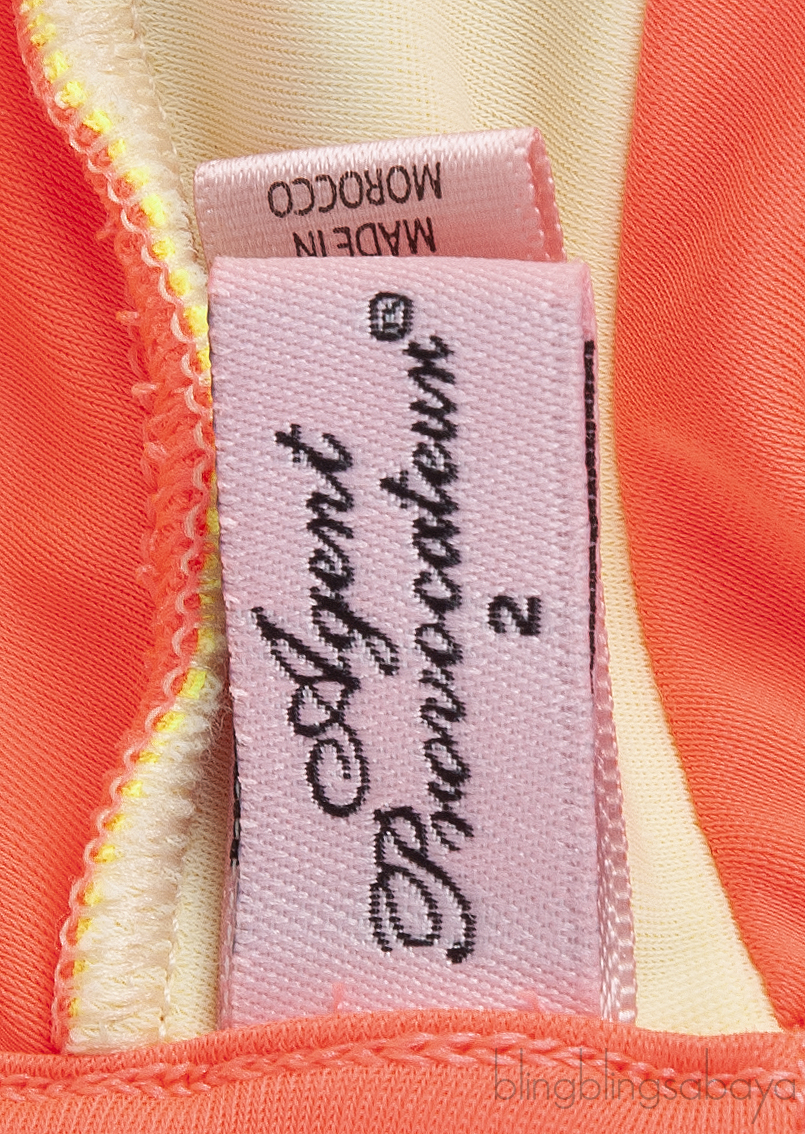 MADE IN
MOROCCO
Agent
Provocateur®
2
blingblingsabaya